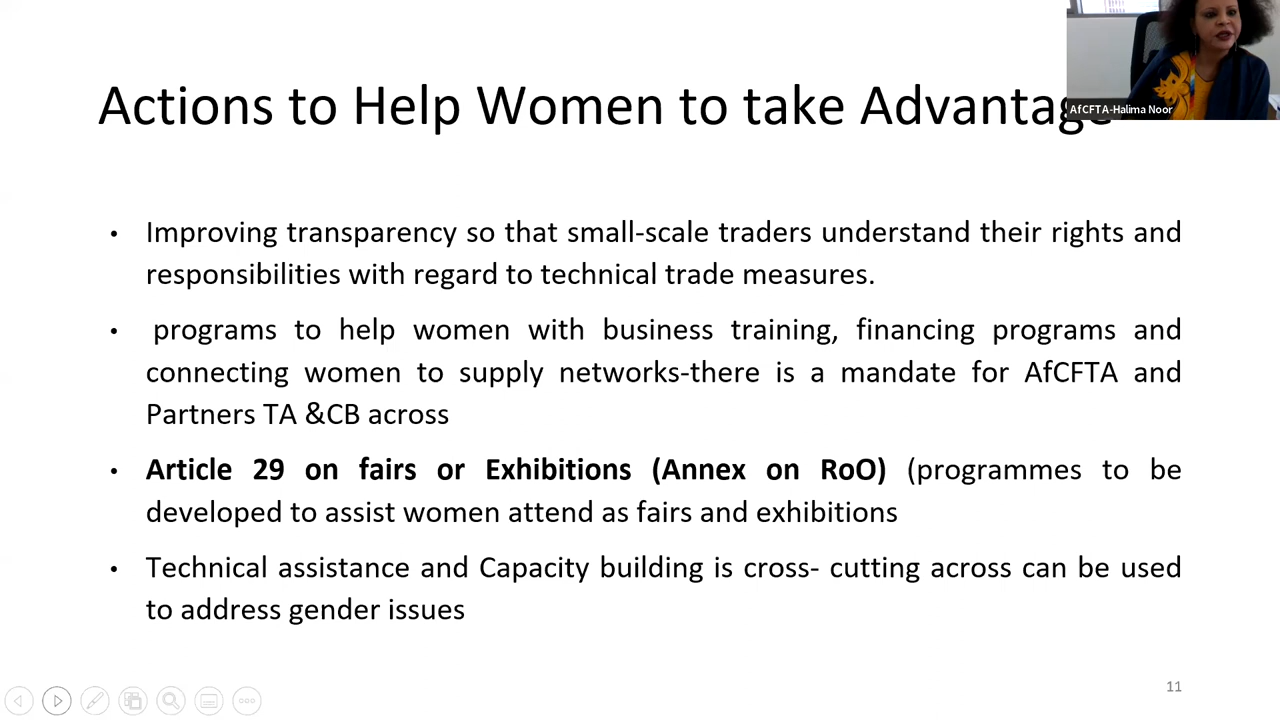 Actions to Help Women to take Advantage
AfCFTA-Halima Noor
• Improving transparency so that small-scale traders understand their rights and
responsibilities with regard to technical trade measures.
• programs to help women with business training, financing programs and
connecting women to supply networks-there is a mandate for AfCFTA and
Partners TA &CB across
• Article 29 on fairs or Exhibitions (Annex on RoO) (programmes to be
developed to assist women attend as fairs and exhibitions
• Technical assistance and Capacity building is cross- cutting across can be used
to address gender issues
11